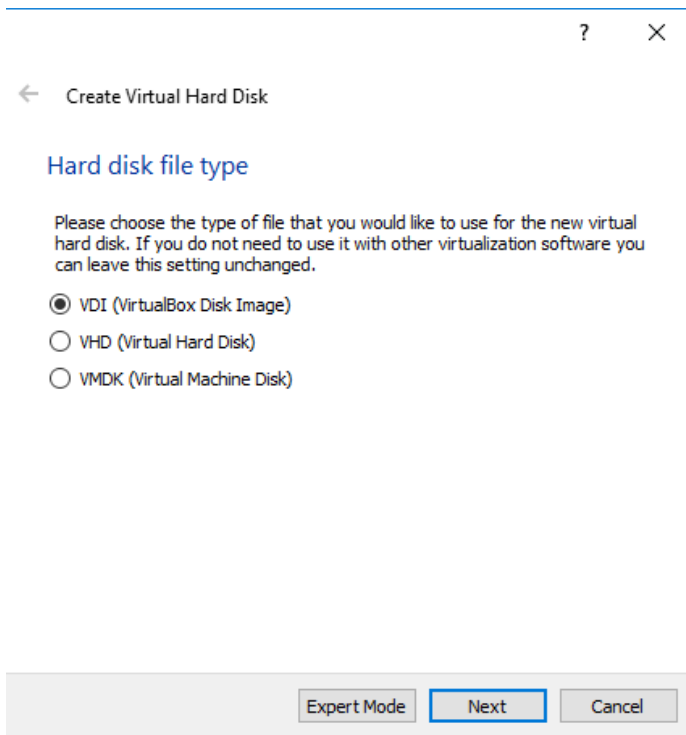 ?
Create Virtual Hard Disk
Hard disk file type
Please choose the type of file that you would like to use for the new virtual
hard disk. If you do not need to use it with other virtualization software you
can leave this setting unchanged.
VDI (VirtualBox Disk Image)
VHD (Virtual Hard Disk)
VMDK (Virtual Machine Disk)
Expert Mode Next Cancel